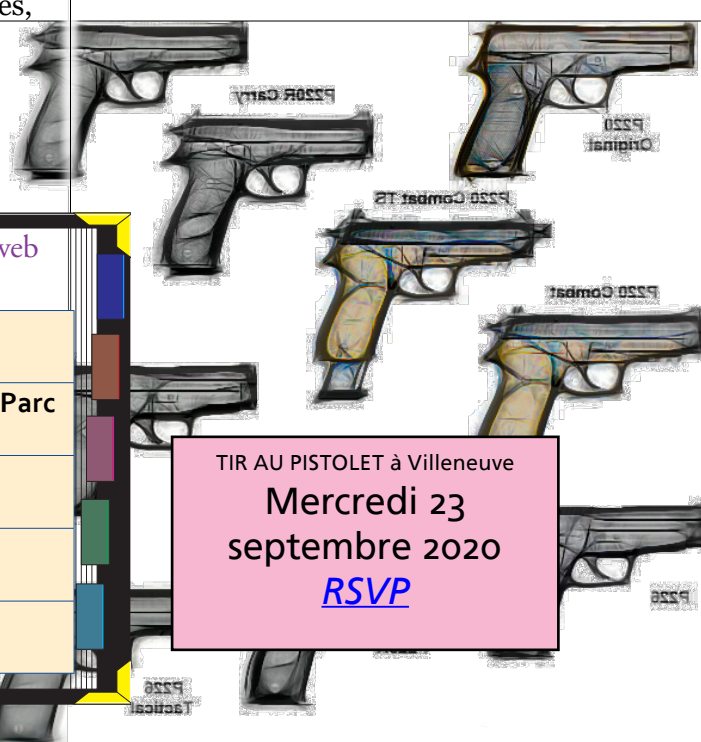 es,
P220R Carry
P220
Original
P220 Combat TS
web
P220 Combat
Parc
TIR AU PISTOLET à Villeneuve
Mercredi 23
septembre 2020
RSVP
P226
P226
Tactical